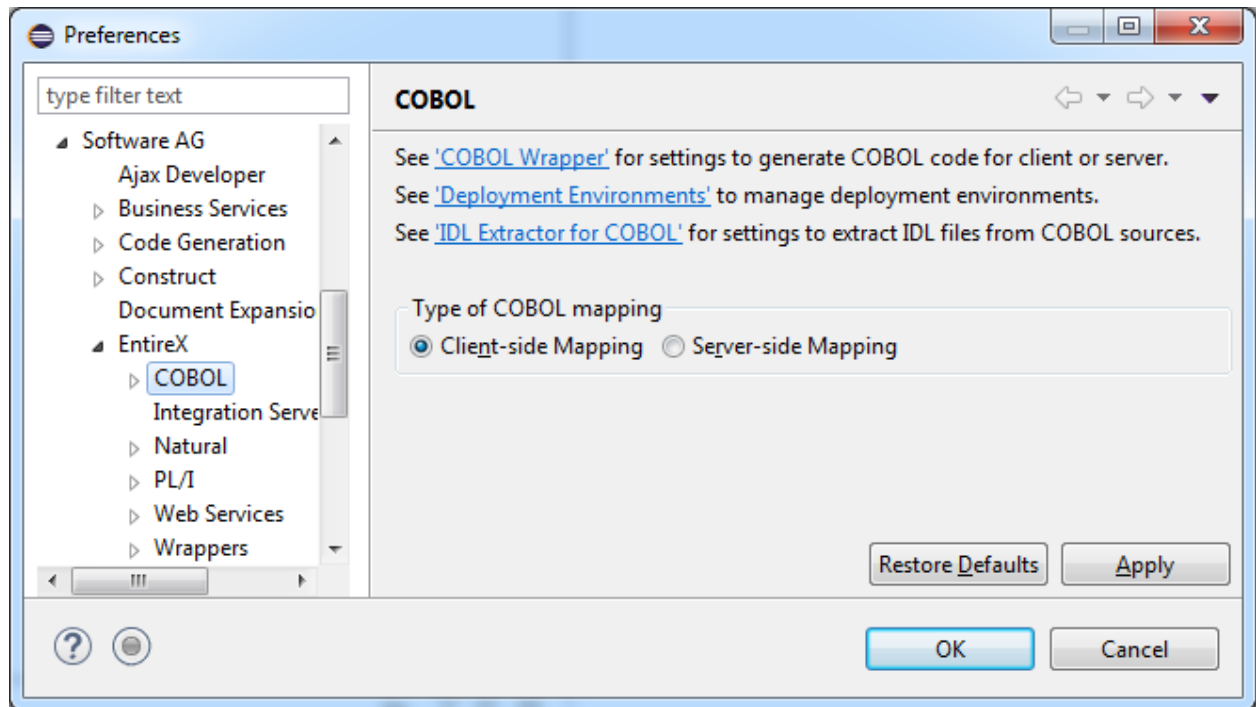 Preferences
type filter text
Software AG
Ajax Developer
Business Services
Code Generation
Construct
Document Expansio
EntireX
COBOL
Integration Serve
Natural
PL/I
Web Services
Wrappers
COBOL
See 'COBOL Wrapper' for settings to generate COBOL code for client or server.
See 'Deployment Environments' to manage deployment environments.
See 'IDL Extractor for COBOL' for settings to extract IDL files from COBOL sources.
Type of COBOL mapping
Client-side Mapping Server-side Mapping
Restore Defaults Apply
OK Cancel